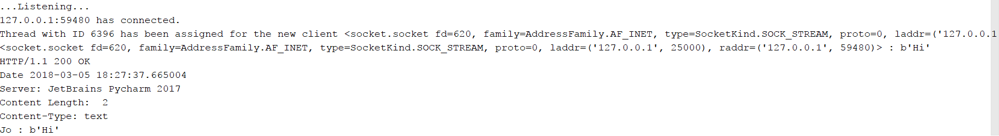 ...Listening...
127.0.0.1:59480 has connected.
Thread with ID 6396 has been assigned for the new client <socket.socket fd=620, family=AddressFamily.AF_INET, type=SocketKind.SOCK_STREAM, proto=0, laddr=('127.0.0.1
<socket.socket fd=620, family=AddressFamily.AF_INET, type=SocketKind.SOCK_STREAM, proto=0, laddr=('127.0.0.1', 25000), raddr=('127.0.0.1', 59480)> : b'Hi'
HTTP/1.1 200 OK
Date 2018-03-05 18:27:37.665004
Server: JetBrains Pycharm 2017
Content Length:  2
Content-Type: text
Jo : b'Hi'